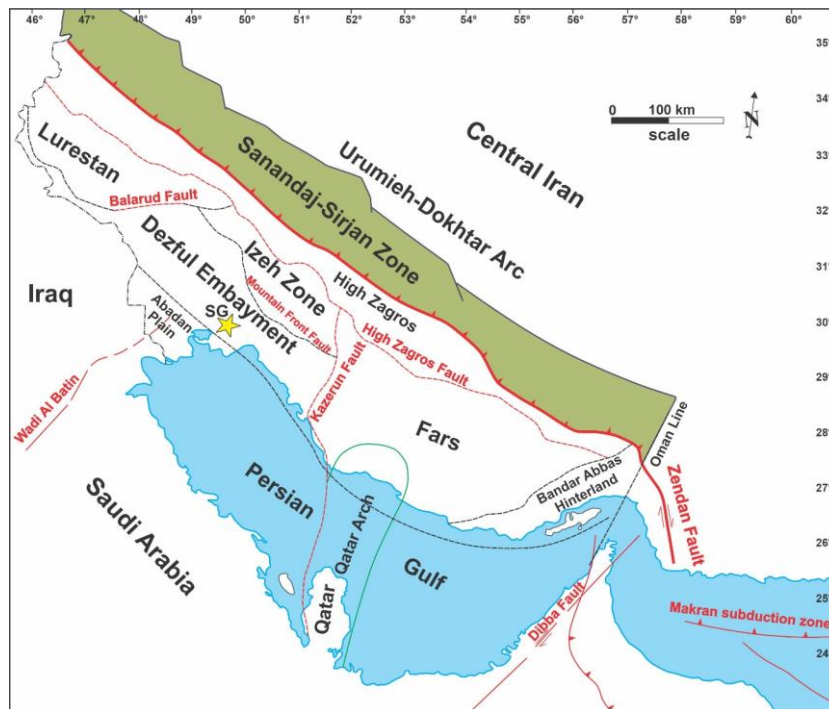 46° 47° 48° 49° 50° 51° 52° 53° 54° 55° 56° 57° 58° 59° 60°
35°
34°
33°
32°
31°
30°
29°
28°
27°
26°
25°
24°
0 100 km
scale
N
Central Iran
Urumieh-Dokhtar Arc
Sanandaj-Sirjan Zone
Lurestan
Balarud Fault
Dezful Embayment
Izeh Zone
High Zagros
Mountain Front Fault
High Zagros Fault
Iraq
Abadan
Plain
SG
Kazerun Fault
Wadi Al Batin
Fars
Oman Line
Bandar Abbas
Hinterland
Zendan Fault
Saudi Arabia
Persian
Gulf
Qatar Arch
Qatar
Dibba Fault
Makran subduction zone